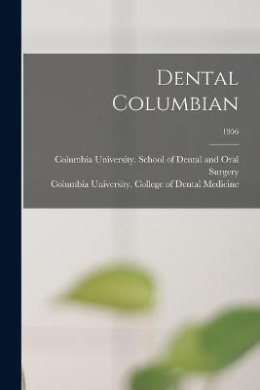 Dental
Columbian
1956
Columbia University. School of Dental and Oral
Surgery
Columbia University. College of Dental Medicine